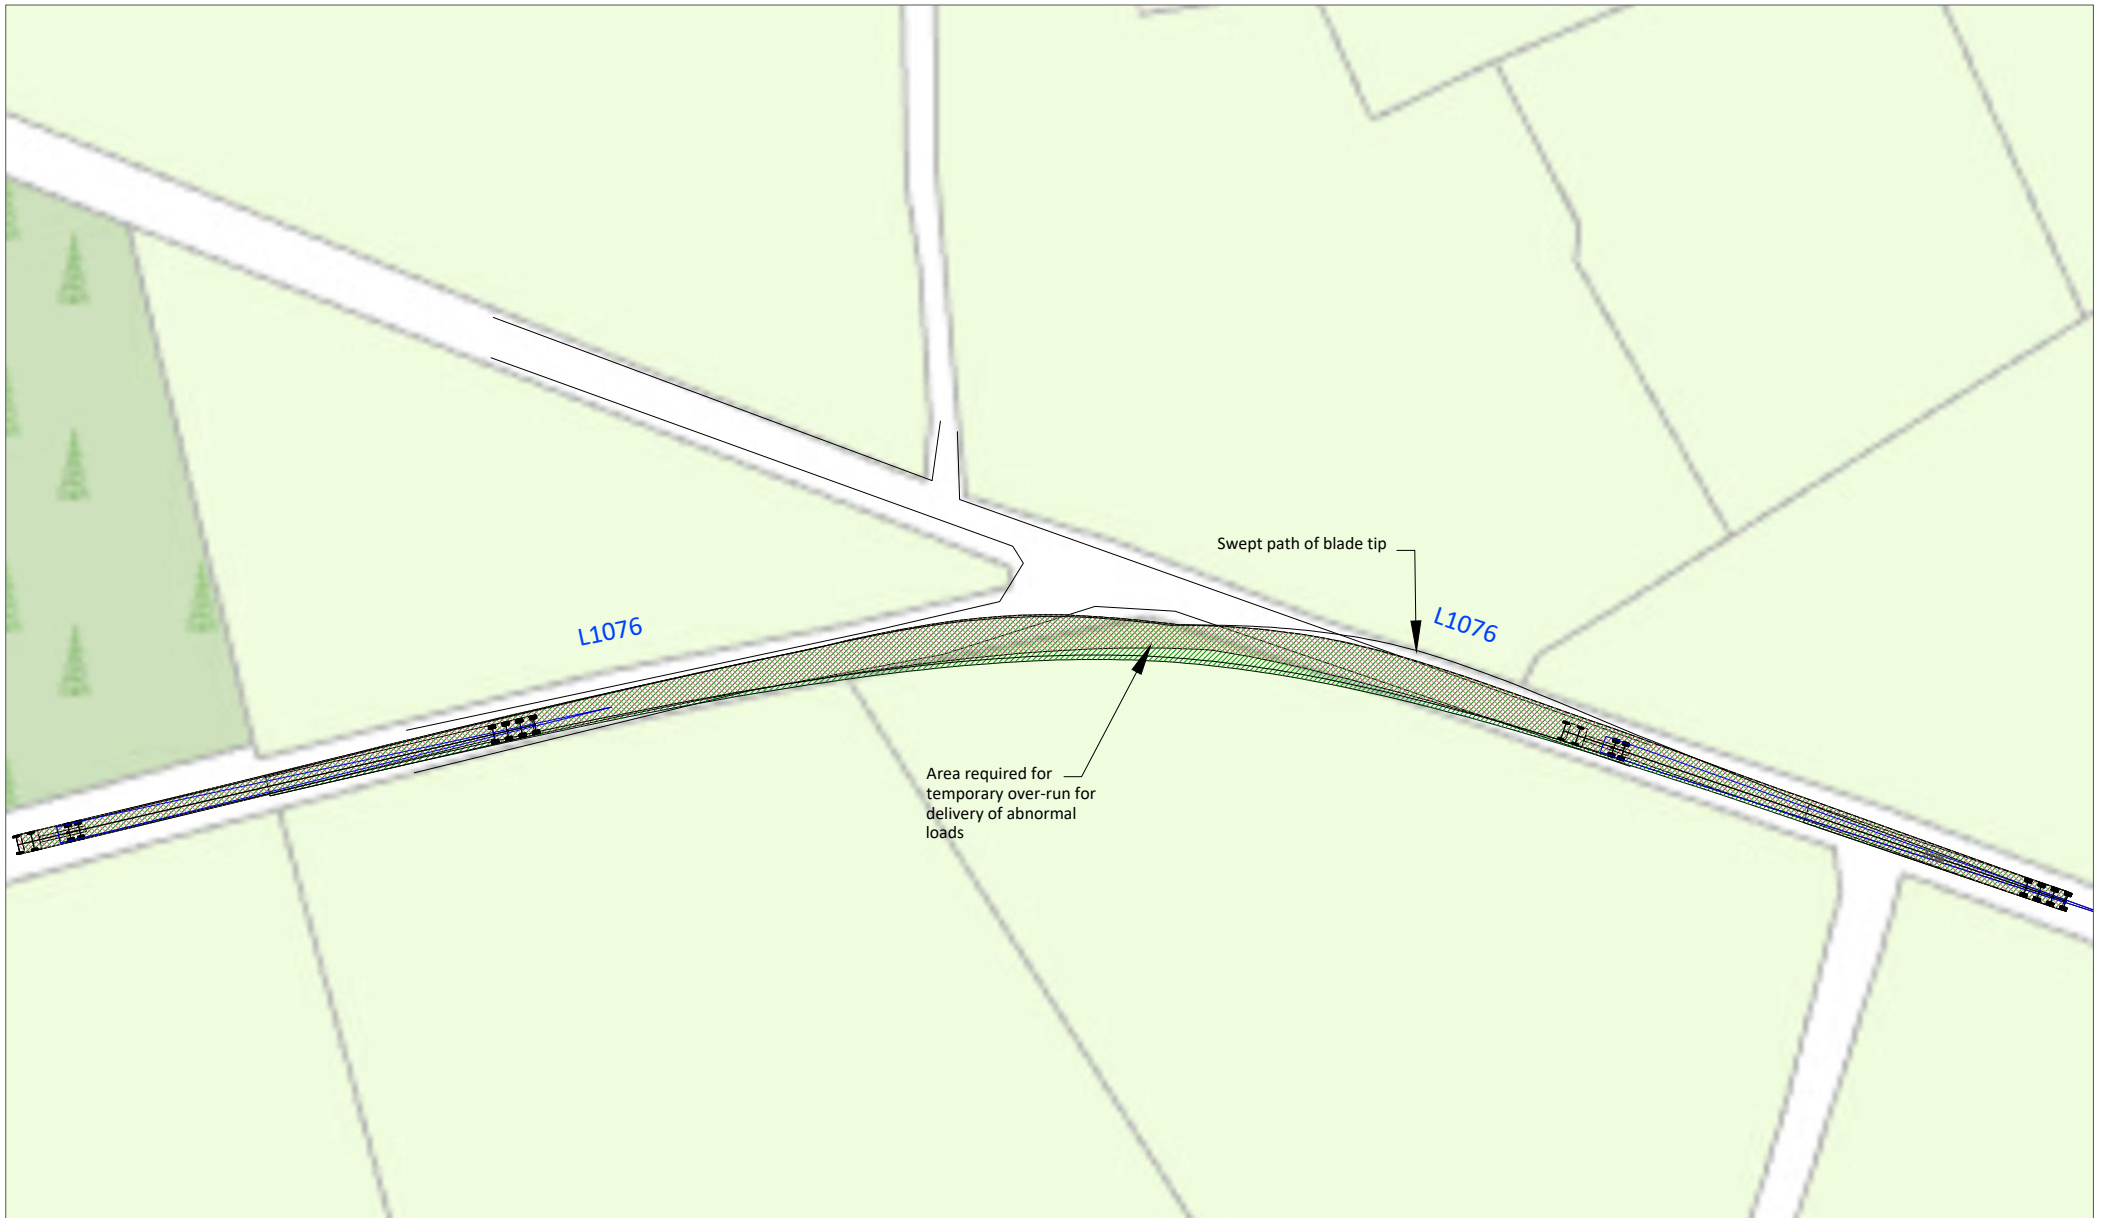 Swept path of blade tip
L1076
L1076
Area required for
temporary over-run for
delivery of abnormal
loads